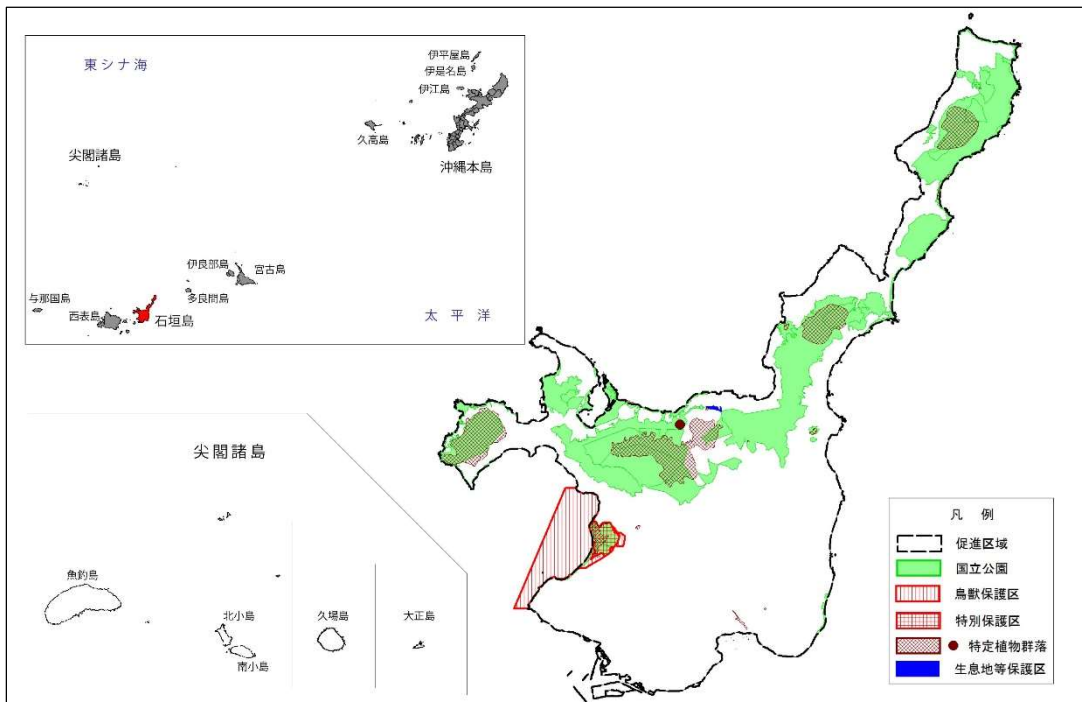 東シナ海
伊平屋島
伊是名島
伊江島
久高島
沖縄本島
尖閣諸島
伊良部島
宮古島
多良間島
与那国島
西表島
石垣島
太平洋
尖閣諸島
魚釣島
北小島
南小島
久場島
大正島
凡例
促進区域
国立公園
鳥獣保護区
特別保護区
特定植物群落
生息地等保護区